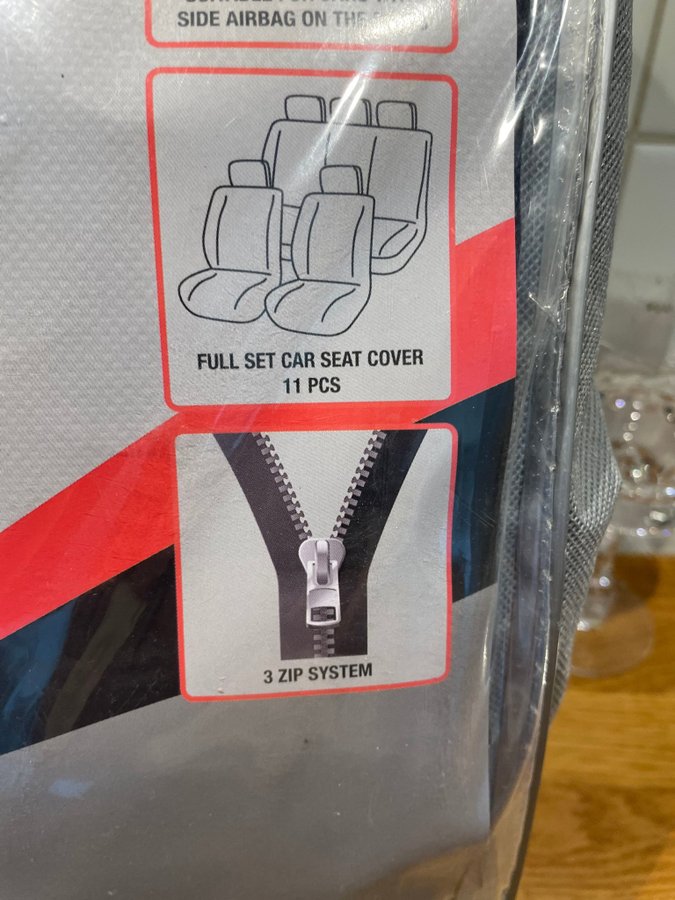 SIDE AIRBAG ON THE
FULL SET CAR SEAT COVER
11 PCS
3 ZIP SYSTEM